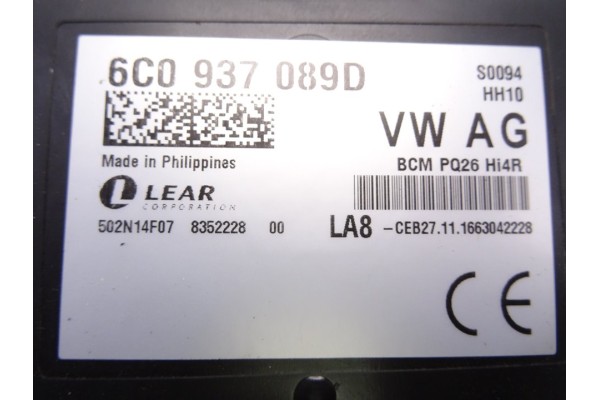 6C0 937 089D
S0094
HH10
VW AG
Made in Philippines
BCM PQ26 Hi4R
LEAR
CORPORATION
502N14F07 8352228 00
LA8 -CEB27.11.1663042228
CE